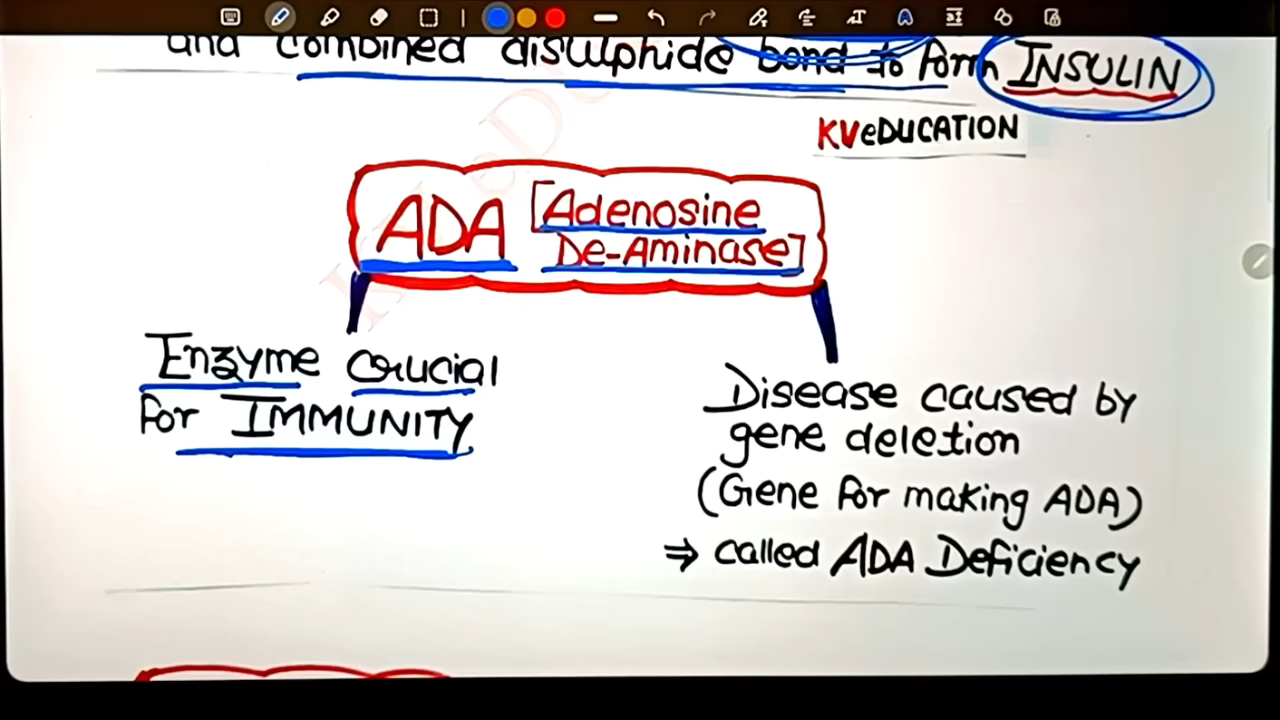 and combined disulphide bond to form INSULIN
KVeDUCATION
ADA [Adenosine
De-Aminase]
Enzyme crucial
for IMMUNITY
Disease caused by
gene deletion
(Gene for making ADA)
⇒ called ADA Deficiency